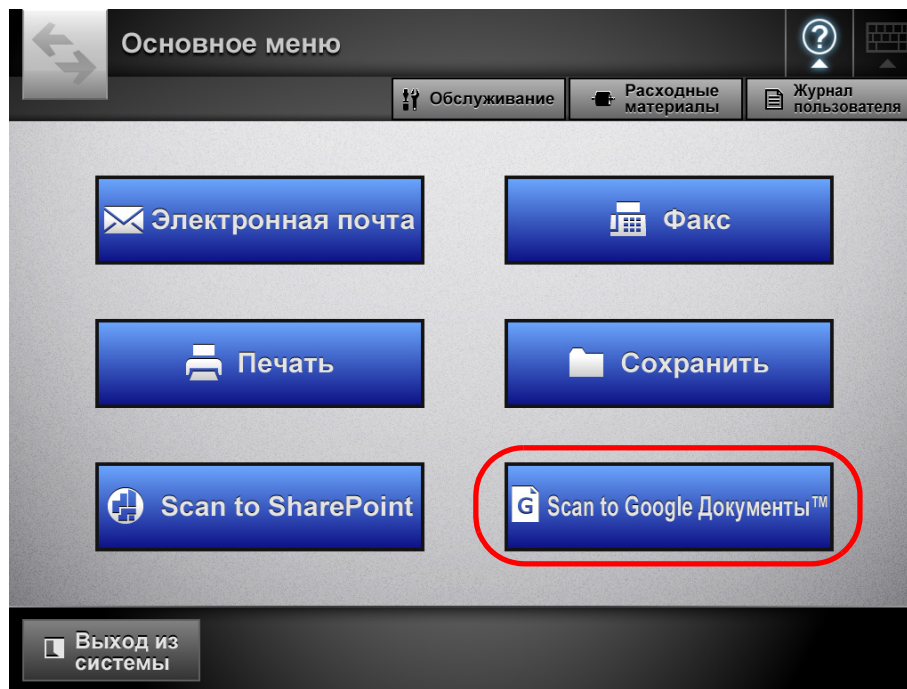 Основное меню
?
Обслуживание
Расходные
материалы
Журнал
пользователя
Электронная почта
Факс
Печать
Сохранить
Scan to SharePoint
G Scan to Google Документы™
Выход из
системы